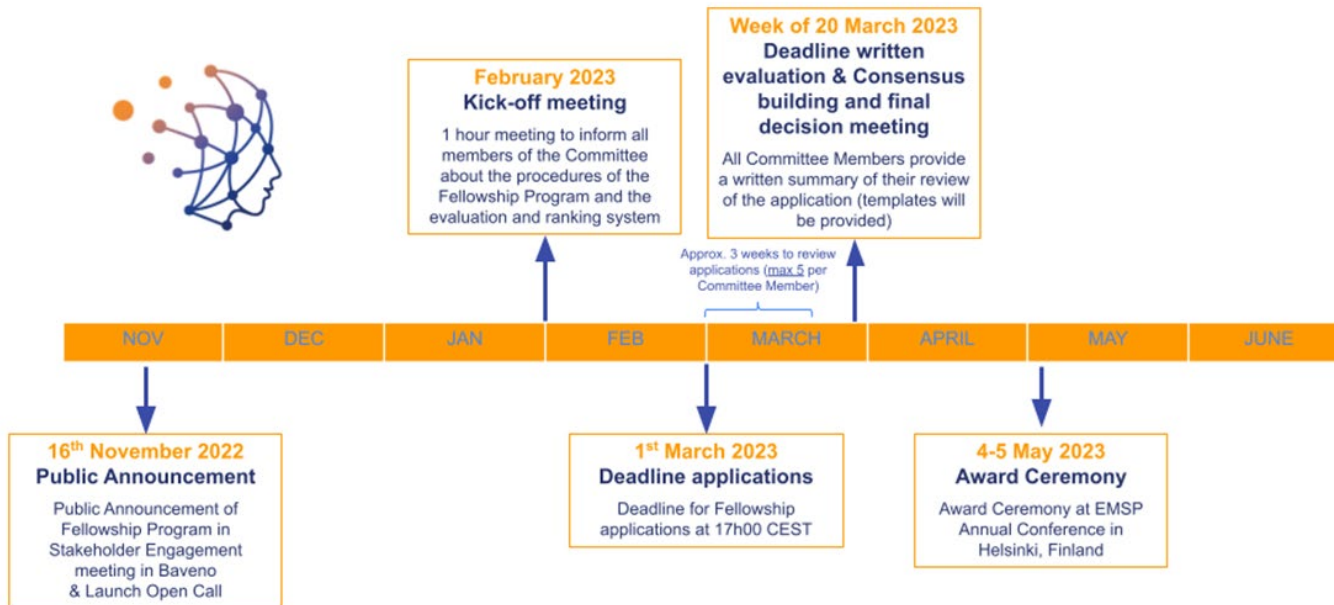 February 2023
Kick-off meeting
1 hour meeting to inform all
members of the Committee
about the procedures of the
Fellowship Program and the
evaluation and ranking system
Week of 20 March 2023
Deadline written
evaluation & Consensus
building and final
decision meeting
All Committee Members provide
a written summary of their review
of the application (templates will
be provided)
Approx. 3 weeks to review
applications (max 5 per
Committee Member)
NOV
DEC
JAN
FEB
MARCH
APRIL
MAY
JUNE
16th November 2022
Public Announcement
Public Announcement of
Fellowship Program in
Stakeholder Engagement
meeting in Baveno
& Launch Open Call
1st March 2023
Deadline applications
Deadline for Fellowship
applications at 17h00 CEST
4-5 May 2023
Award Ceremony
Award Ceremony at EMSP
Annual Conference in
Helsinki, Finland